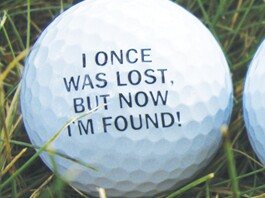 I ONCE
WAS LOST,
BUT NOW
I'M FOUND!